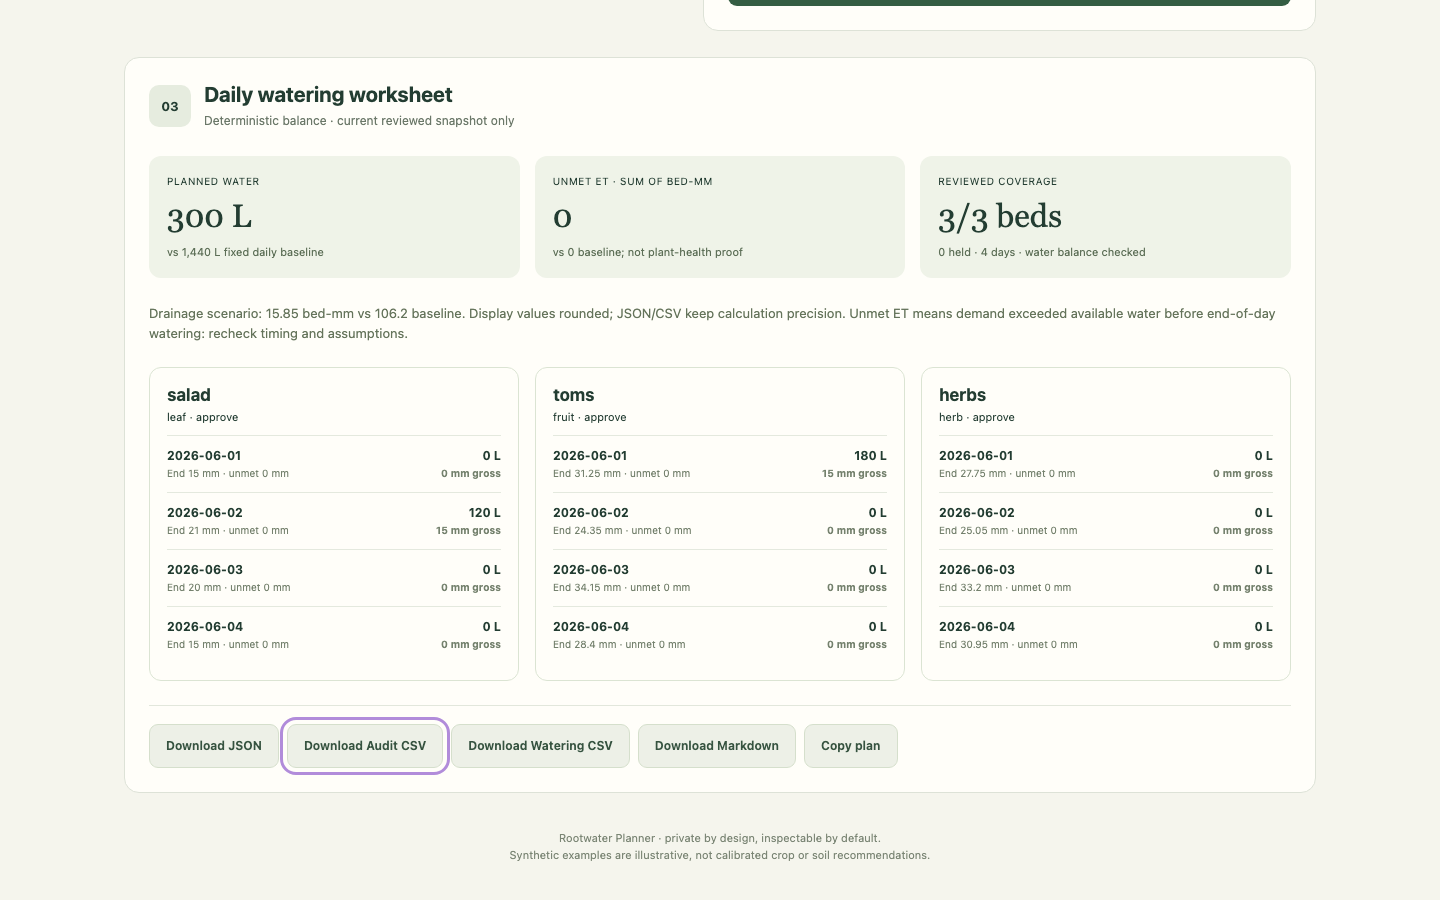 03
Daily watering worksheet
Deterministic balance · current reviewed snapshot only
PLANNED WATER
300 L
vs 1,440 L fixed daily baseline
UNMET ET · SUM OF BED-MM
0
vs 0 baseline; not plant-health proof
REVIEWED COVERAGE
3/3 beds
0 held · 4 days · water balance checked
Drainage scenario: 15.85 bed-mm vs 106.2 baseline. Display values rounded; JSON/CSV keep calculation precision. Unmet ET means demand exceeded available water before end-of-day
watering: recheck timing and assumptions.
salad
leaf · approve
2026-06-01 0 L
End 15 mm · unmet 0 mm 0 mm gross
2026-06-02 120 L
End 21 mm · unmet 0 mm 15 mm gross
2026-06-03 0 L
End 20 mm · unmet 0 mm 0 mm gross
2026-06-04 0 L
End 15 mm · unmet 0 mm 0 mm gross
toms
fruit · approve
2026-06-01 180 L
End 31.25 mm · unmet 0 mm 15 mm gross
2026-06-02 0 L
End 24.35 mm · unmet 0 mm 0 mm gross
2026-06-03 0 L
End 34.15 mm · unmet 0 mm 0 mm gross
2026-06-04 0 L
End 28.4 mm · unmet 0 mm 0 mm gross
herbs
herb · approve
2026-06-01 0 L
End 27.75 mm · unmet 0 mm 0 mm gross
2026-06-02 0 L
End 25.05 mm · unmet 0 mm 0 mm gross
2026-06-03 0 L
End 33.2 mm · unmet 0 mm 0 mm gross
2026-06-04 0 L
End 30.95 mm · unmet 0 mm 0 mm gross
Download JSON Download Audit CSV Download Watering CSV Download Markdown Copy plan
Rootwater Planner · private by design, inspectable by default.
Synthetic examples are illustrative, not calibrated crop or soil recommendations.